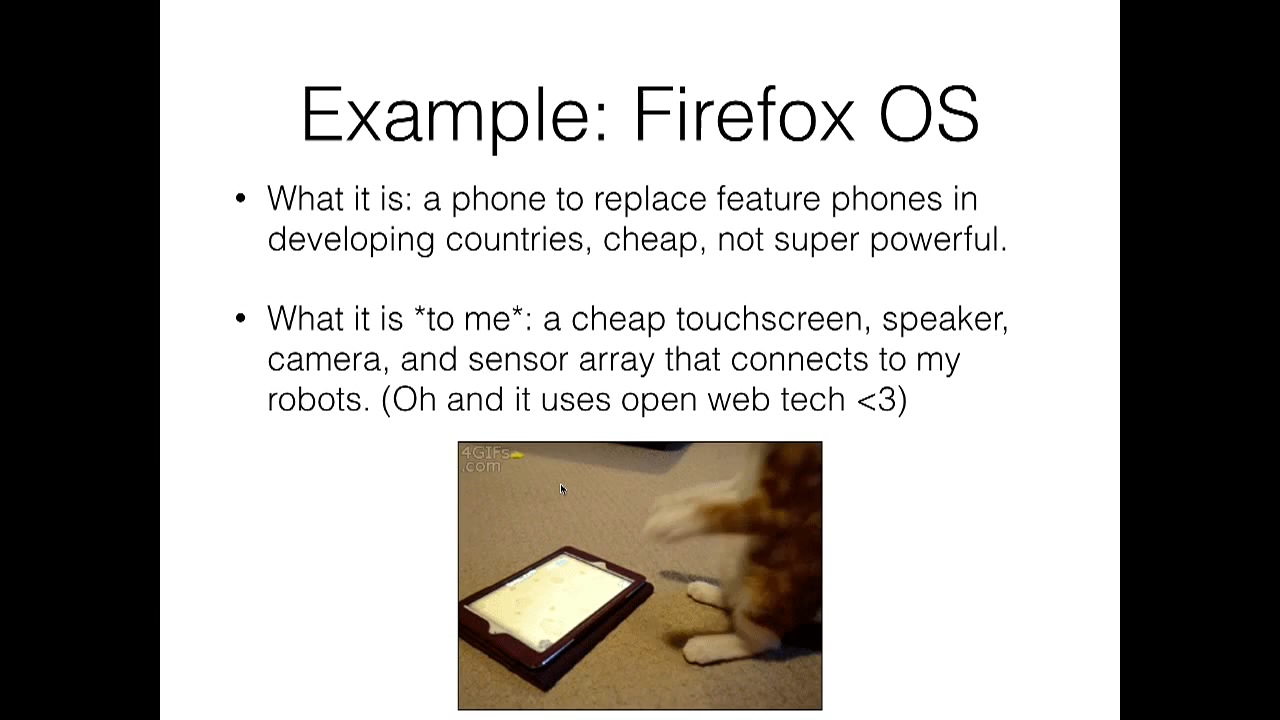 Example: Firefox OS
• What it is: a phone to replace feature phones in
developing countries, cheap, not super powerful.
• What it is *to me*: a cheap touchscreen, speaker,
camera, and sensor array that connects to my
robots. (Oh and it uses open web tech <3)
4GIFs
.com